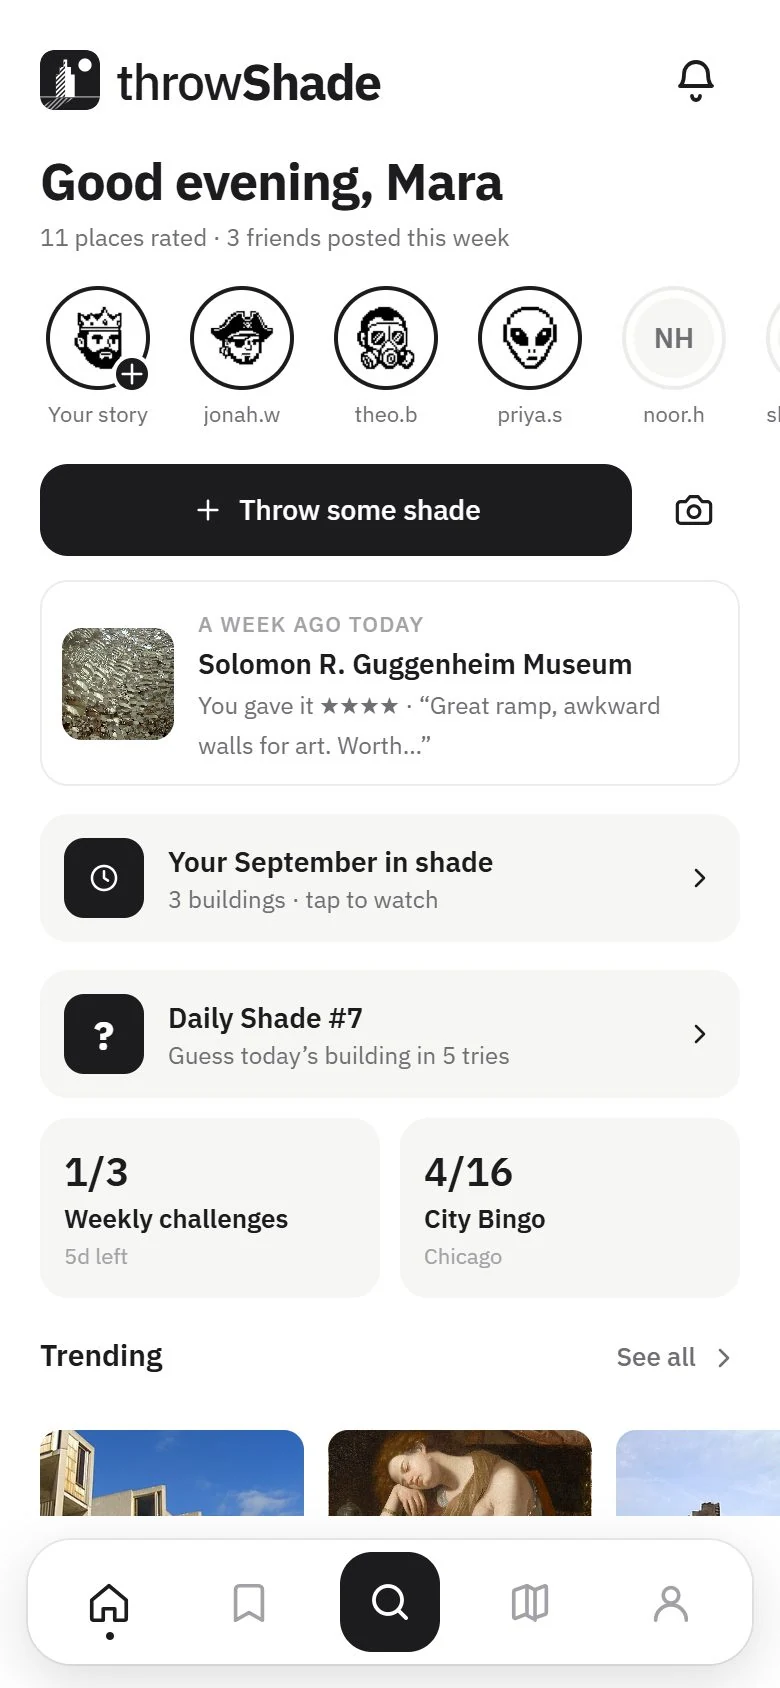 throwShade
Good evening, Mara
11 places rated · 3 friends posted this week
NH
Your story
jonah.w
theo.b
priya.s
noor.h
+ Throw some shade
A WEEK AGO TODAY
Solomon R. Guggenheim Museum
You gave it ★★★★ · “Great ramp, awkward
walls for art. Worth...”
Your September in shade
3 buildings · tap to watch
?
Daily Shade #7
Guess today’s building in 5 tries
1/3
Weekly challenges
5d left
4/16
City Bingo
Chicago
Trending
See all